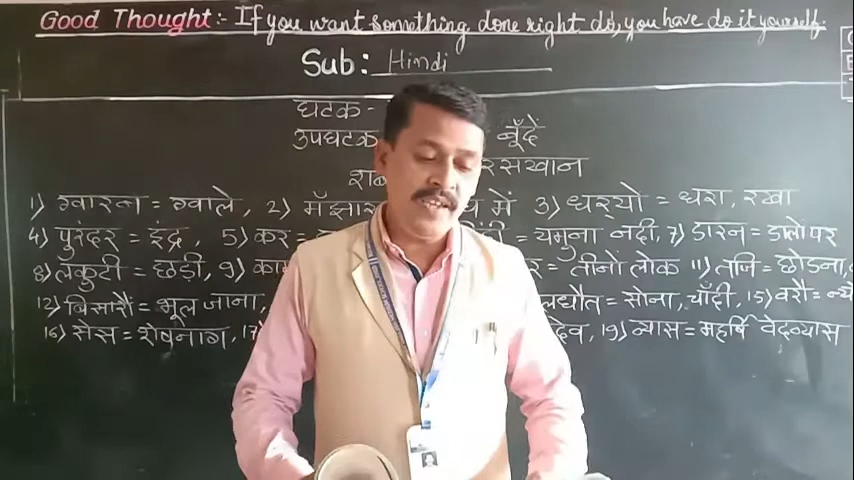 Good Thought:- If you want something done right do, you have do it yourself.
Sub: Hindi
घटक-
उपघटक बूँदें
रसखान
1) ग्वारन = ग्वाले, 2) मँझार में 3) धर्‌यो = धरा, रखा
4) पुरंदर = इंद्र, 5) कर = = यमुना नदी, 7) डारन = डालो पर
8) लकुटी = छड़ी, 9) = तीनो लोक 11) तजि = छोडना,
12) बिसारौ = भूल जाना, = सोना, चाँदी, 15) वरौ =
16) सेस = शेषनाग, 19) व्यास = महर्षि वेदव्यास